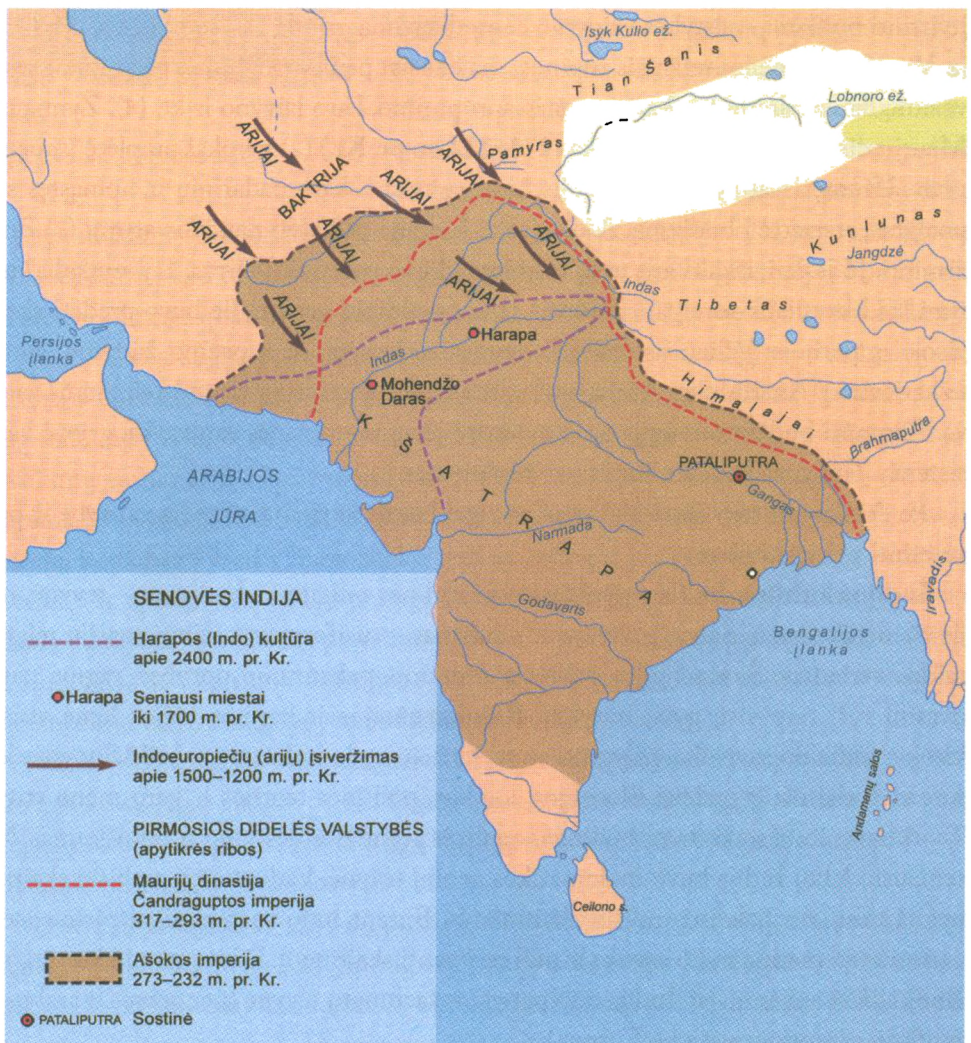 Isyk Kulio ež.
Tian Šanis
Lobnoro ež.
Pamyras
ARIJAI
ARIJAI
ARIJAI
BAKTRIJA
ARIJAI
ARIJAI
ARIJAI
ARIJAI
ARIJAI
Kunlunas
Jangdzė
Indas
Tibetas
Persijos
įlanka
Harapa
Indas
Mohendžo
Daras
Himalajai
Brahmaputra
KŠATRAPA
PATALIPUTRA
Gangas
ARABIJOS
JŪRA
Narmada
Iravadis
Godavaris
Bengalijos
įlanka
Andamanų salos
Ceilono s.
SENOVĖS INDIJA
Harapos (Indo) kultūra
apie 2400 m. pr. Kr.
Harapa Seniausi miestai
iki 1700 m. pr. Kr.
Indoeuropiečių (arijų) įsiveržimas
apie 1500–1200 m. pr. Kr.
PIRMOSIOS DIDELĖS VALSTYBĖS
(apytikrės ribos)
Maurijų dinastija
Čandraguptos imperija
317–293 m. pr. Kr.
Ašokos imperija
273–232 m. pr. Kr.
PATALIPUTRA Sostinė